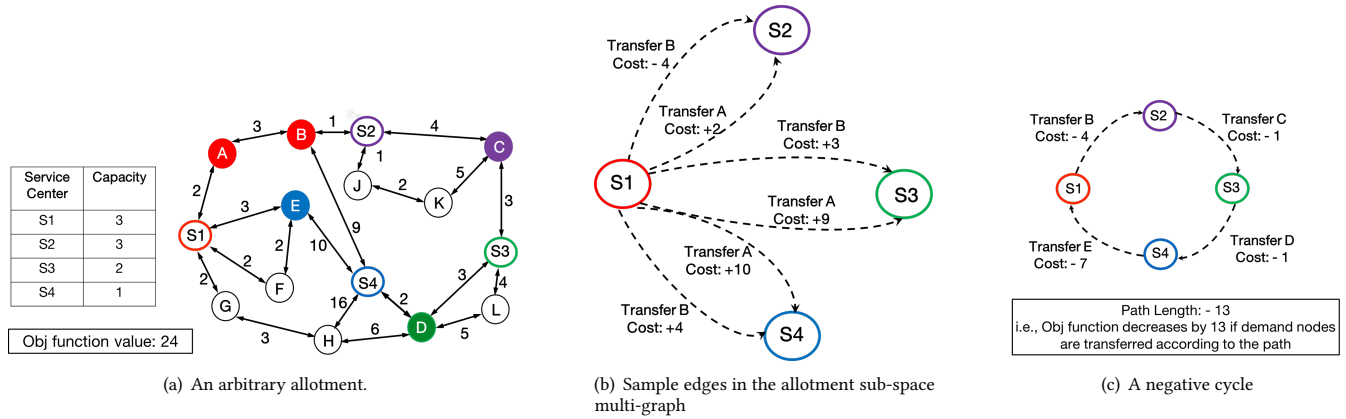 Service Center Capacity
S1 3
S2 3
S3 2
S4 1
Obj function value: 24
A
B
S2
C
J
K
E
S1
F
G
H
S4
D
S3
L
3
1
4
1
2
5
3
2
3
2
2
10
9
2
16
3
6
2
3
4
5
(a) An arbitrary allotment.
Transfer B
Cost: - 4
Transfer A
Cost: +2
Transfer B
Cost: +3
Transfer A
Cost: +9
Transfer A
Cost: +10
Transfer B
Cost: +4
S1
S2
S3
S4
(b) Sample edges in the allotment sub-space
multi-graph
Transfer B
Cost: - 4
Transfer C
Cost: - 1
Transfer E
Cost: - 7
Transfer D
Cost: - 1
S2
S1
S3
S4
Path Length: - 13
i.e., Obj function decreases by 13 if demand nodes
are transferred according to the path
(c) A negative cycle